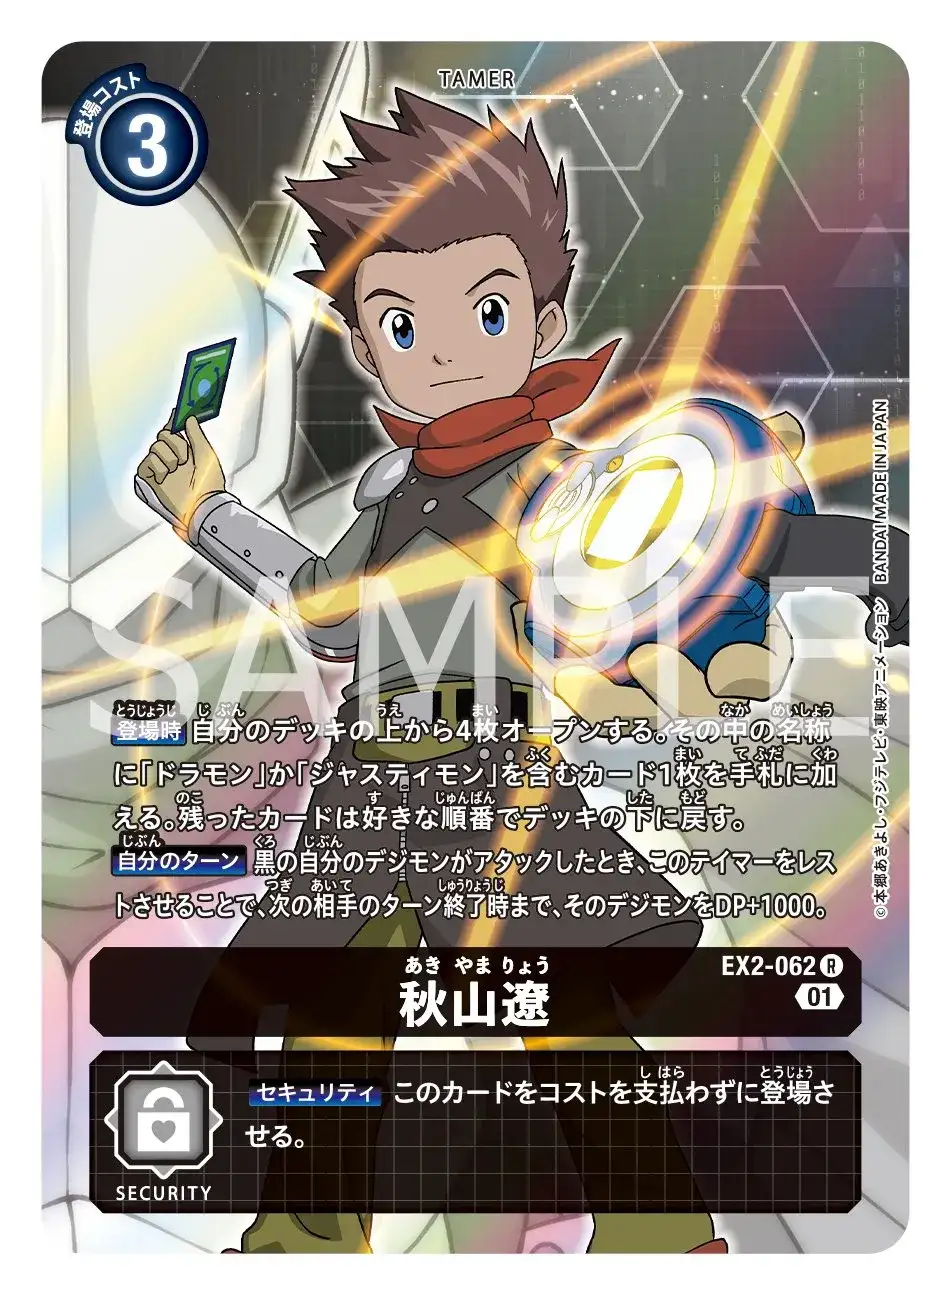 TAMER
登場コスト
3
SAMPLE
登場時 自分のデッキの上から4枚オープンする。その中の名称
に「ドラモン」か「ジャスティモン」を含むカード1枚を手札に加
える。残ったカードは好きな順番でデッキの下に戻す。
自分のターン 黒の自分のデジモンがアタックしたとき、このテイマーをレス
トさせることで、次の相手のターン終了時まで、そのデジモンをDP+1000。
あき やま りょう
秋山遼
EX2-062 R
01
セキュリティ このカードをコストを支払わずに登場さ
せる。
SECURITY
©本郷あきよし・フジテレビ・東映アニメーション BANDAI MADE IN JAPAN